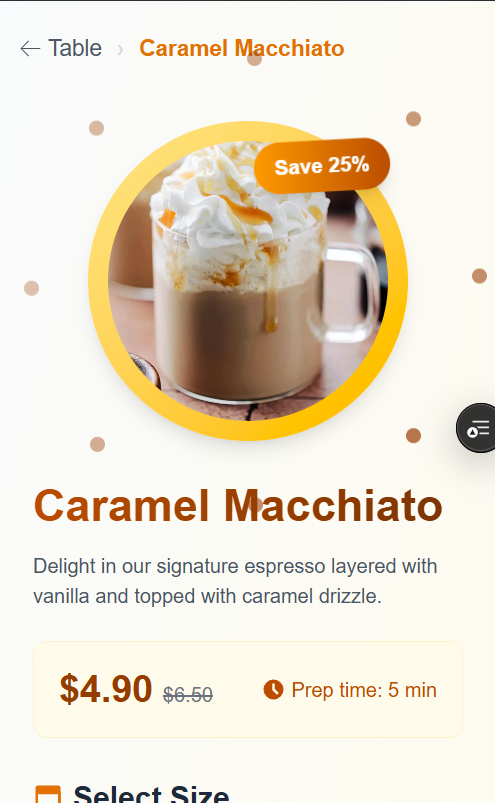 ← Table › Caramel Macchiato
Save 25%
Caramel Macchiato
Delight in our signature espresso layered with
vanilla and topped with caramel drizzle.
$4.90 $6.50 Prep time: 5 min
Select Size